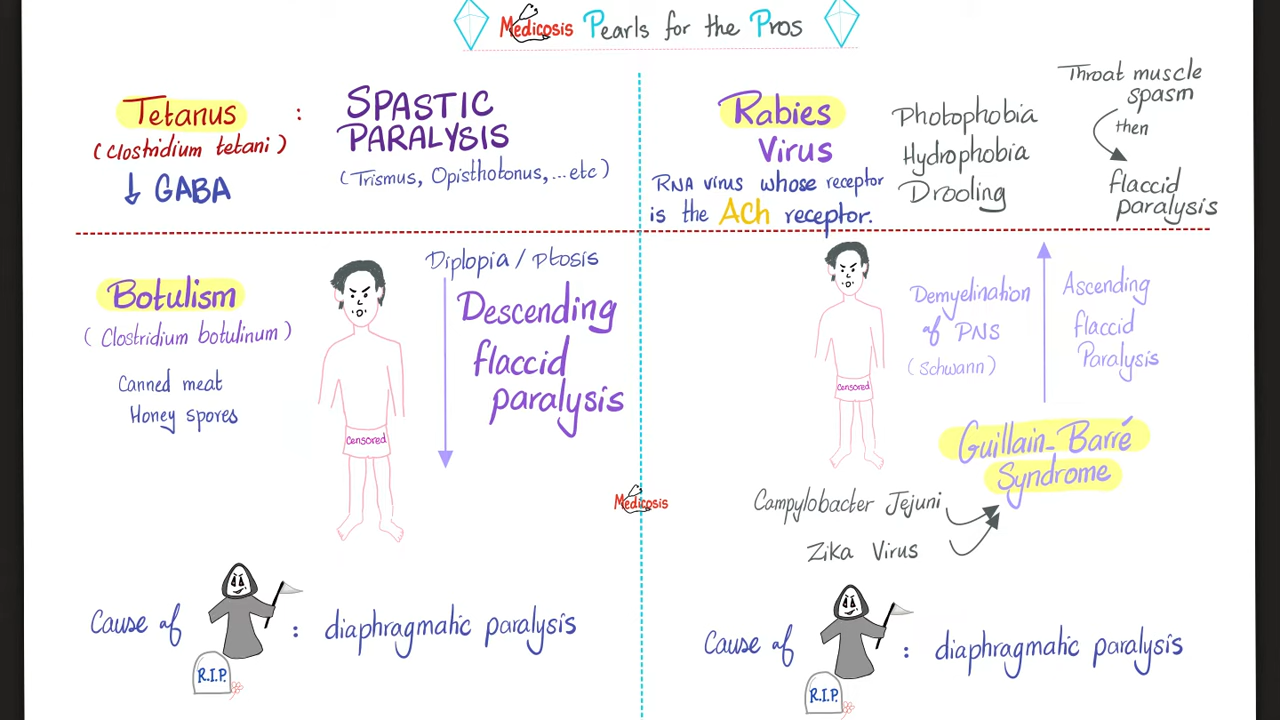 Medicosis Pearls for the Pros
Tetanus :
(Clostridium tetani)
↓ GABA
SPASTIC
PARALYSIS
(Trismus, Opisthotonus,...etc)
Rabies
Virus
RNA virus whose receptor
is the ACh receptor.
Photophobia
Hydrophobia
Drooling
Throat muscle
spasm
then
flaccid
paralysis
Botulism
(Clostridium botulinum)
Canned meat
Honey spores
Censored
Diplopia / Ptosis
Descending
flaccid
paralysis
Censored
Demyelination
of PNS
(Schwann)
Ascending
flaccid
Paralysis
Guillain-Barré
Syndrome
Campylobacter Jejuni
Zika Virus
Medicosis
Cause of : diaphragmatic paralysis
R.I.P.
Cause of : diaphragmatic paralysis
R.I.P.